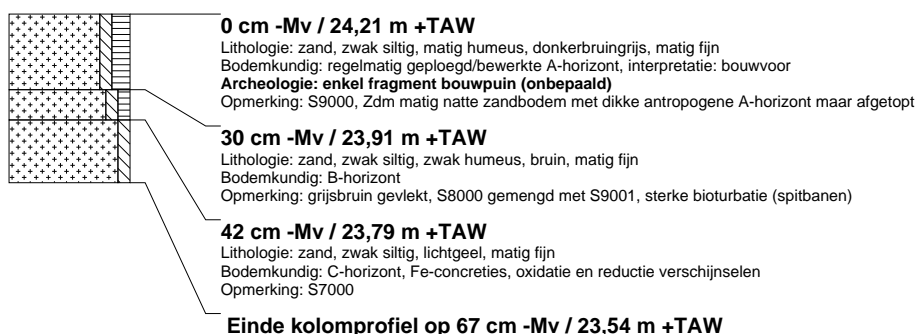 0 cm -Mv / 24,21 m +TAW
Lithologie: zand, zwak siltig, matig humeus, donkerbruingrijs, matig fijn
Bodemkundig: regelmatig geploegd/bewerkte A-horizont, interpretatie: bouwvoor
Archeologie: enkel fragment bouwpuin (onbepaald)
Opmerking: S9000, Zdm matig natte zandbodem met dikke antropogene A-horizont maar afgetopt
30 cm -Mv / 23,91 m +TAW
Lithologie: zand, zwak siltig, zwak humeus, bruin, matig fijn
Bodemkundig: B-horizont
Opmerking: grijsbruin gevlekt, S8000 gemengd met S9001, sterke bioturbatie (spitbanen)
42 cm -Mv / 23,79 m +TAW
Lithologie: zand, zwak siltig, lichtgeel, matig fijn
Bodemkundig: C-horizont, Fe-concreties, oxidatie en reductie verschijnselen
Opmerking: S7000
Einde kolomprofiel op 67 cm -Mv / 23,54 m +TAW